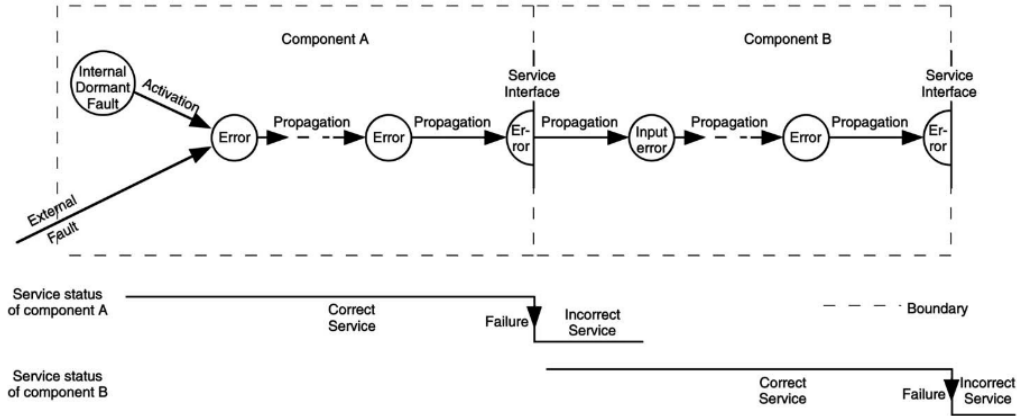 Component A
Component B
Internal
Dormant
Fault
Activation
Service
Interface
Service
Interface
Error
Propagation
Error
Propagation
Er-
ror
Propagation
Input
error
Propagation
Error
Propagation
Er-
ror
External
Fault
Service status
of component A
Correct
Service
Failure
Incorrect
Service
Boundary
Service status
of component B
Correct
Service
Failure
Incorrect
Service